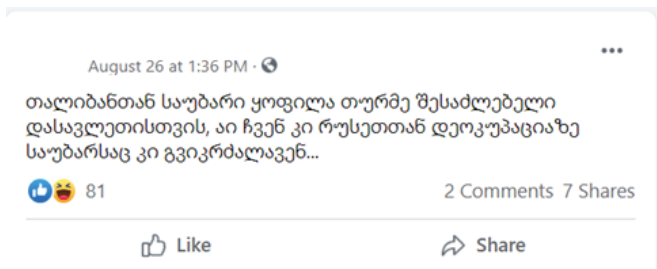 August 26 at 1:36 PM ·
თალიბანთან საუბარი ყოფილა თურმე შესაძლებელი
დასავლეთისთვის, აი ჩვენ კი რუსეთთან დეოკუპაციაზე
საუბარსაც კი გვიკრძალავენ...
81
2 Comments 7 Shares
Like
Share